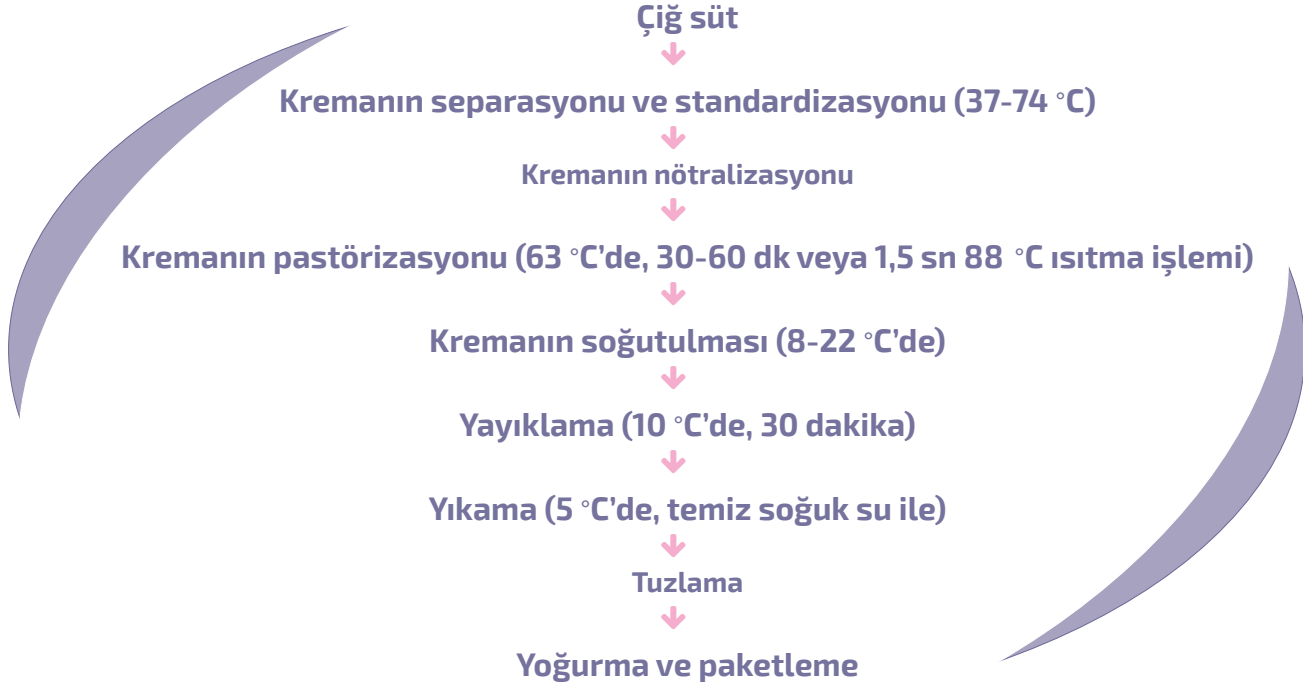 Çiğ süt
Kremanın separasyonu ve standardizasyonu (37-74 °C)
Kremanın nötralizasyonu
Kremanın pastörizasyonu (63 °C’de, 30-60 dk veya 1,5 sn 88 °C ısıtma işlemi)
Kremanın soğutulması (8-22 °C’de)
Yayıklama (10 °C’de, 30 dakika)
Yıkama (5 °C’de, temiz soğuk su ile)
Tuzlama
Yoğurma ve paketleme